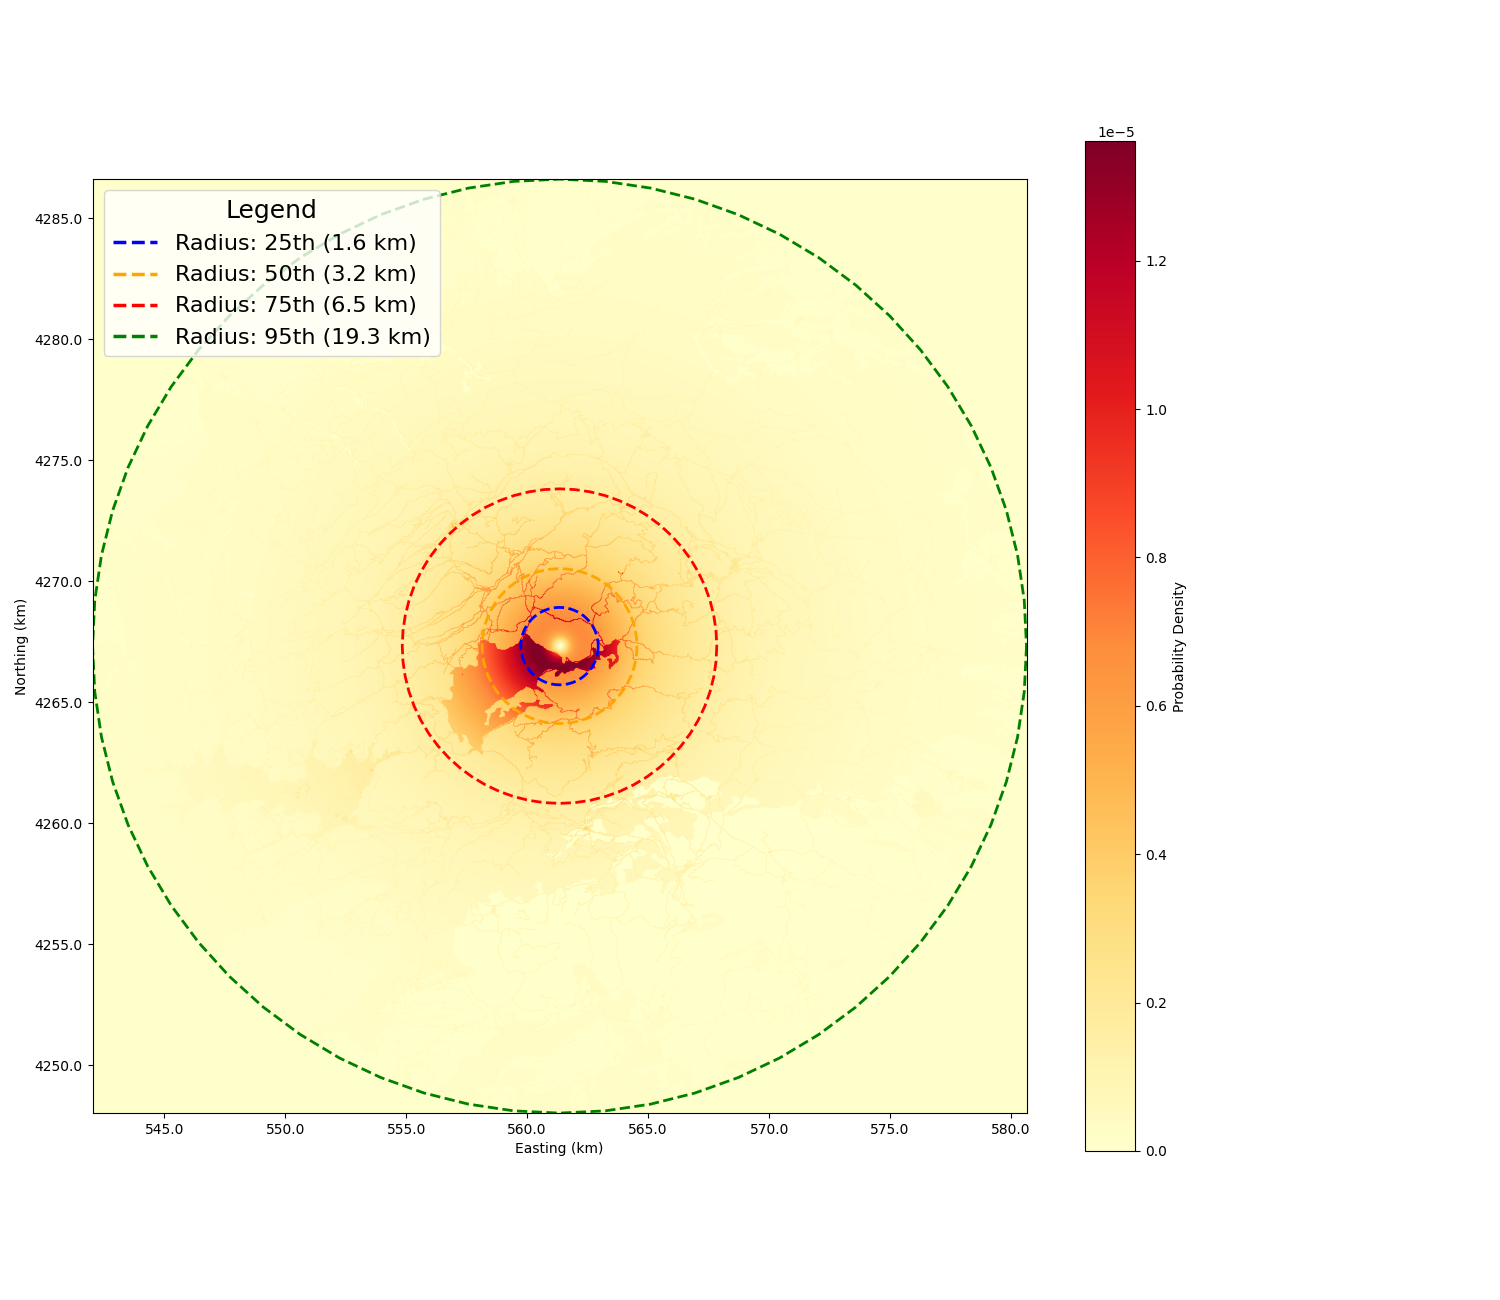 1e−5
Legend
Radius: 25th (1.6 km)
Radius: 50th (3.2 km)
Radius: 75th (6.5 km)
Radius: 95th (19.3 km)
4285.0
4280.0
4275.0
4270.0
4265.0
4260.0
4255.0
4250.0
Northing (km)
545.0 550.0 555.0 560.0 565.0 570.0 575.0 580.0
Easting (km)
1.2
1.0
0.8
0.6
0.4
0.2
0.0
Probability Density